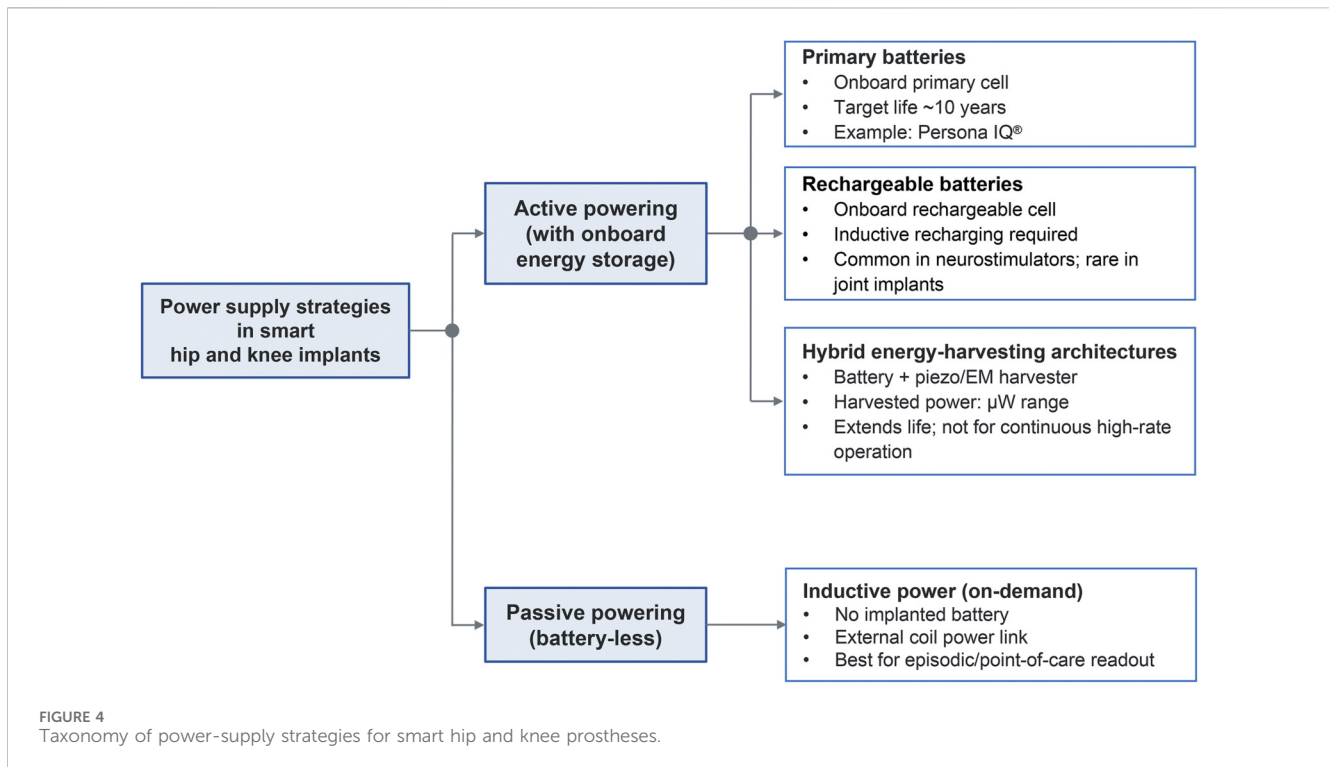 Power supply strategies
in smart
hip and knee implants
Active powering
(with onboard
energy storage)
Primary batteries
• Onboard primary cell
• Target life ~10 years
• Example: Persona IQ®
Rechargeable batteries
• Onboard rechargeable cell
• Inductive recharging required
• Common in neurostimulators; rare in
joint implants
Hybrid energy-harvesting architectures
• Battery + piezo/EM harvester
• Harvested power: µW range
• Extends life; not for continuous high-rate
operation
Passive powering
(battery-less)
Inductive power (on-demand)
• No implanted battery
• External coil power link
• Best for episodic/point-of-care readout
FIGURE 4
Taxonomy of power-supply strategies for smart hip and knee prostheses.